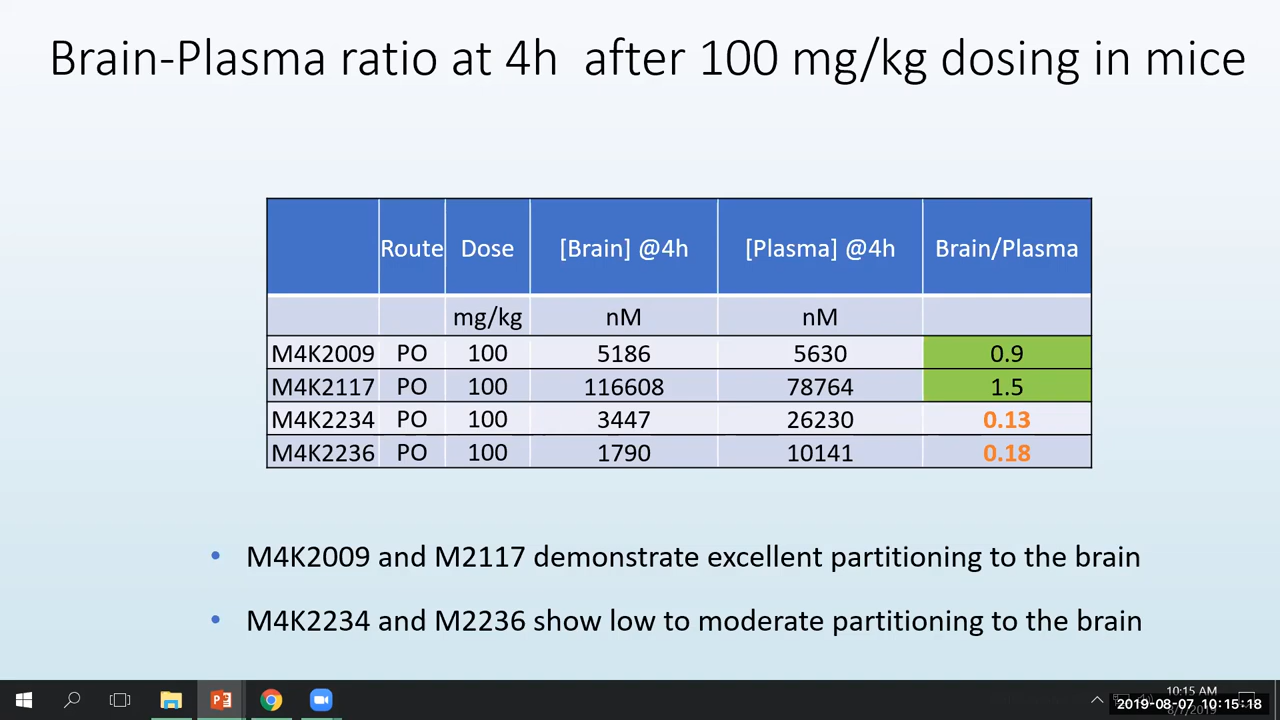 Brain-Plasma ratio at 4h after 100 mg/kg dosing in mice
Route Dose [Brain] @4h [Plasma] @4h Brain/Plasma
mg/kg nM nM
M4K2009 PO 100 5186 5630 0.9
M4K2117 PO 100 116608 78764 1.5
M4K2234 PO 100 3447 26230 0.13
M4K2236 PO 100 1790 10141 0.18
• M4K2009 and M2117 demonstrate excellent partitioning to the brain
• M4K2234 and M2236 show low to moderate partitioning to the brain
10:15 AM
2019-08-07 10:15:18